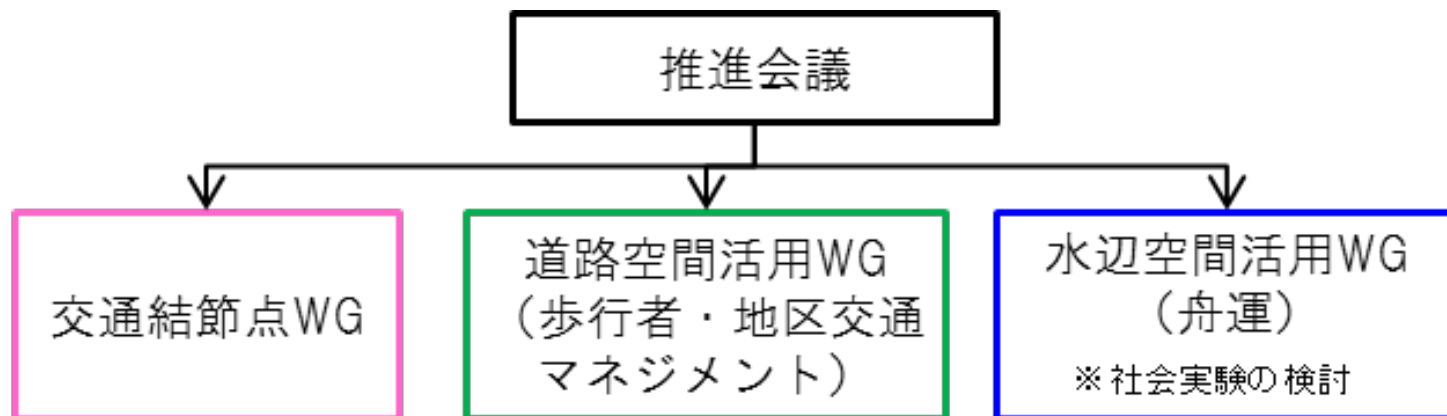 推進会議
交通結節点WG
道路空間活用WG
（歩行者・地区交通
マネジメント）
水辺空間活用WG
（舟運）
※社会実験の検討